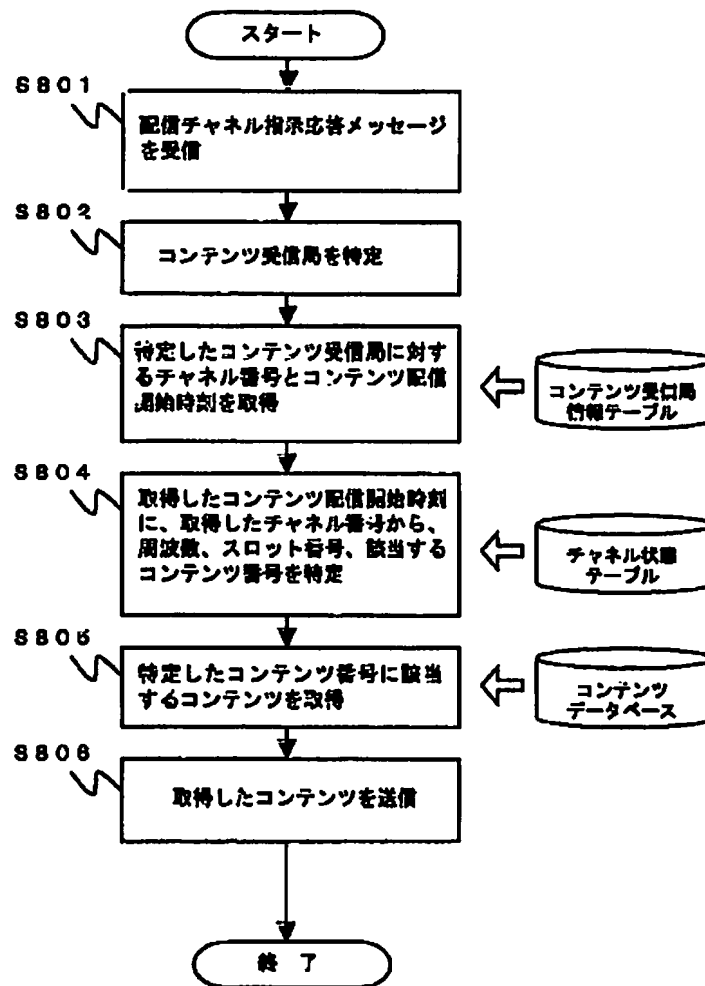 スタート
S801
配信チャネル指示応答メッセージ
を受信
S802
コンテンツ受信局を特定
S803
特定したコンテンツ受信局に対す
るチャネル番号とコンテンツ配信
開始時刻を取得
コンテンツ受信局
情報テーブル
S804
取得したコンテンツ配信開始時刻
に、取得したチャネル番号から、
周波数、スロット番号、該当する
コンテンツ番号を特定
チャネル状態
テーブル
S805
特定したコンテンツ番号に該当
するコンテンツを取得
コンテンツ
データベース
S806
取得したコンテンツを送信
終 了